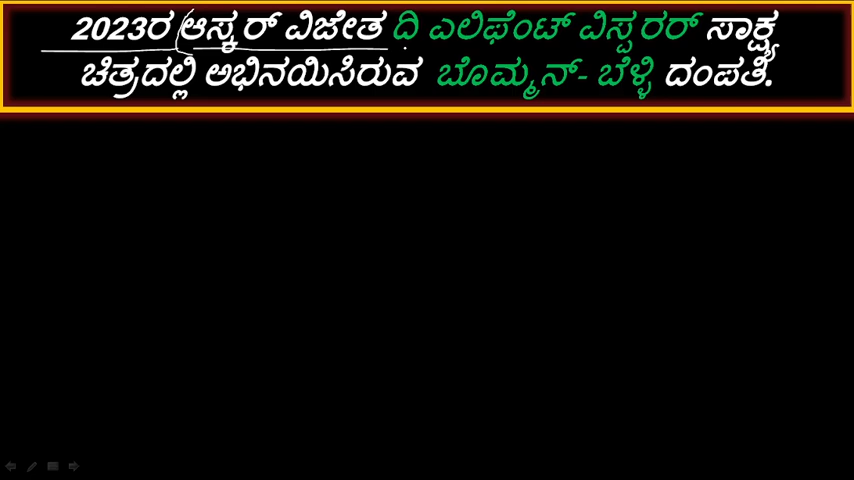 2023ರ ಆಸ್ಕರ್ ವಿಜೇತ ದಿ ಎಲಿಫೆಂಟ್ ವಿಸ್ಪರರ್ ಸಾಕ್ಷ್ಯ
ಚಿತ್ರದಲ್ಲಿ ಅಭಿನಯಿಸಿರುವ ಬೊಮ್ಮನ್- ಬೆಳ್ಳಿ ದಂಪತಿ.